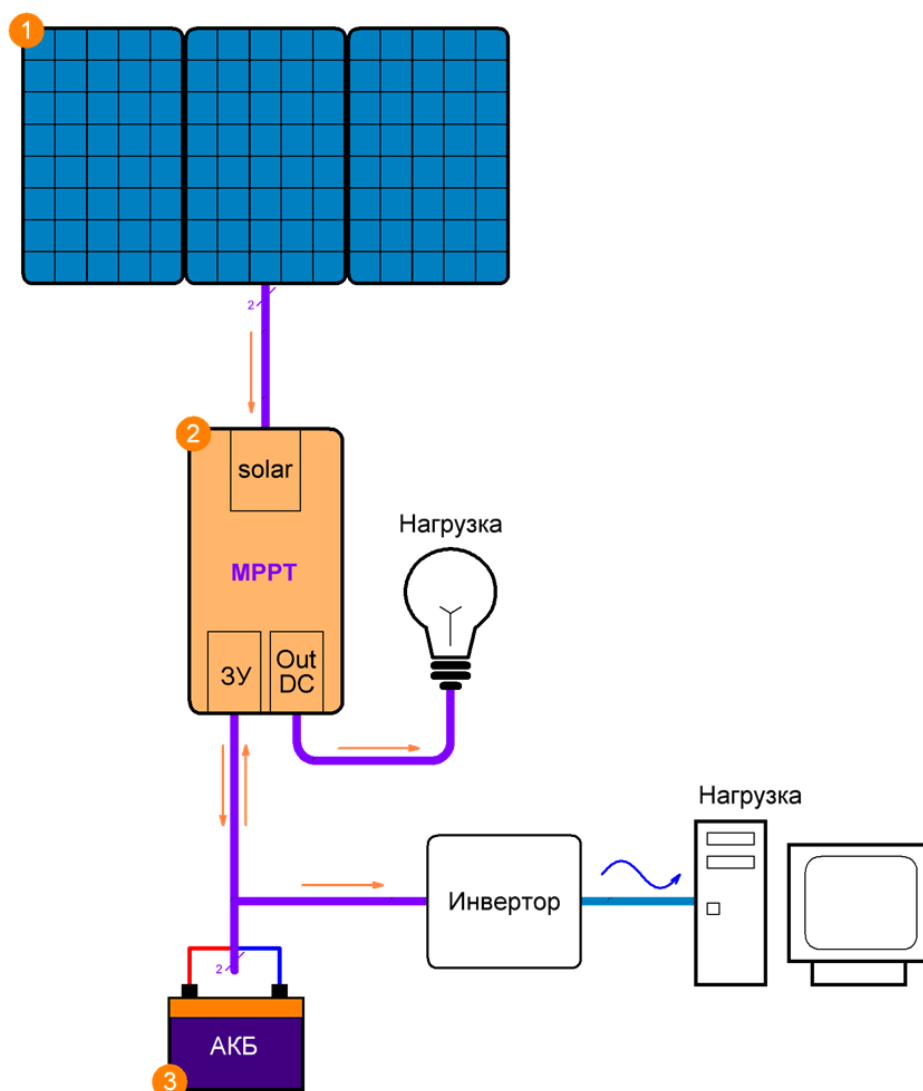 1
2
2
solar
MPPT
ЗУ
Out
DC
Нагрузка
Нагрузка
Инвертор
2
АКБ
3